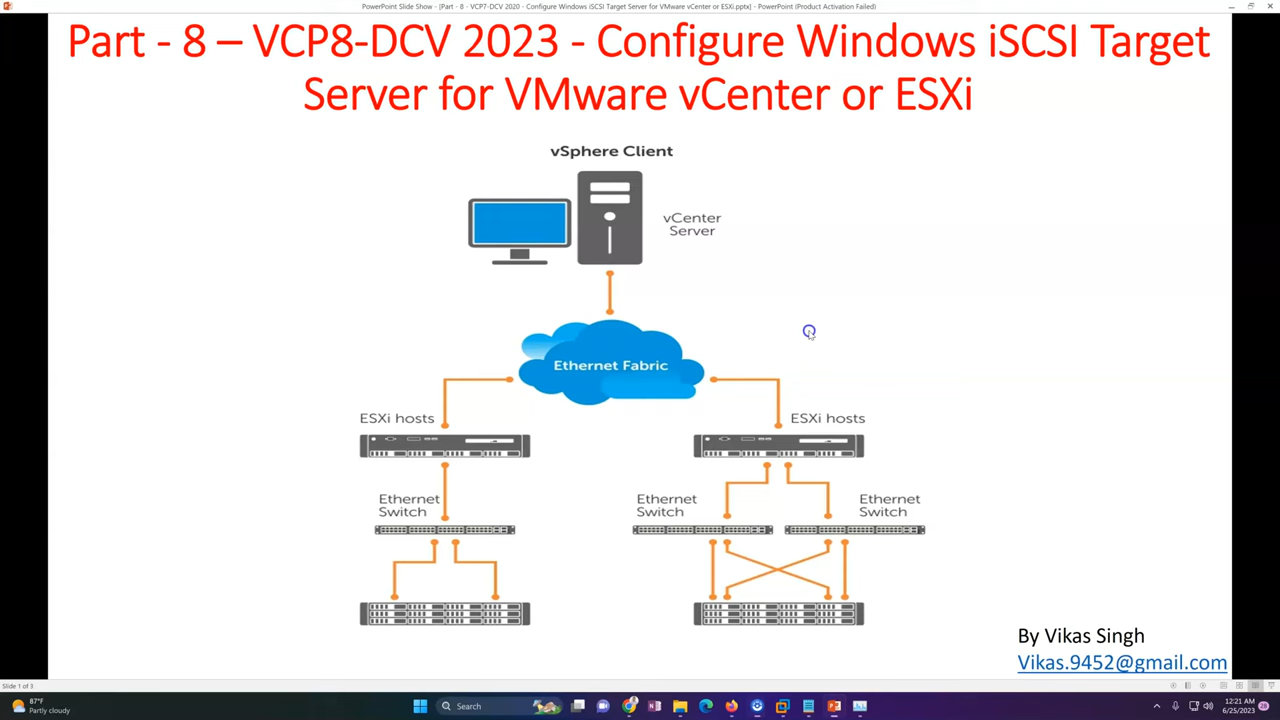 PowerPoint Slide Show - [Part - 8 - VCP7-DCV 2020 - Configure Windows iSCSI Target Server for VMware vCenter or ESXi.pptx] - PowerPoint (Product Activation Failed)
Part - 8 – VCP8-DCV 2023 - Configure Windows iSCSI Target
Server for VMware vCenter or ESXi
vSphere Client
vCenter
Server
Ethernet Fabric
ESXi hosts
ESXi hosts
Ethernet
Switch
Ethernet
Switch
Ethernet
Switch
By Vikas Singh
Vikas.9452@gmail.com
Slide 1 of 3
87°F
Partly cloudy
Search
12:21 AM
6/25/2023
28